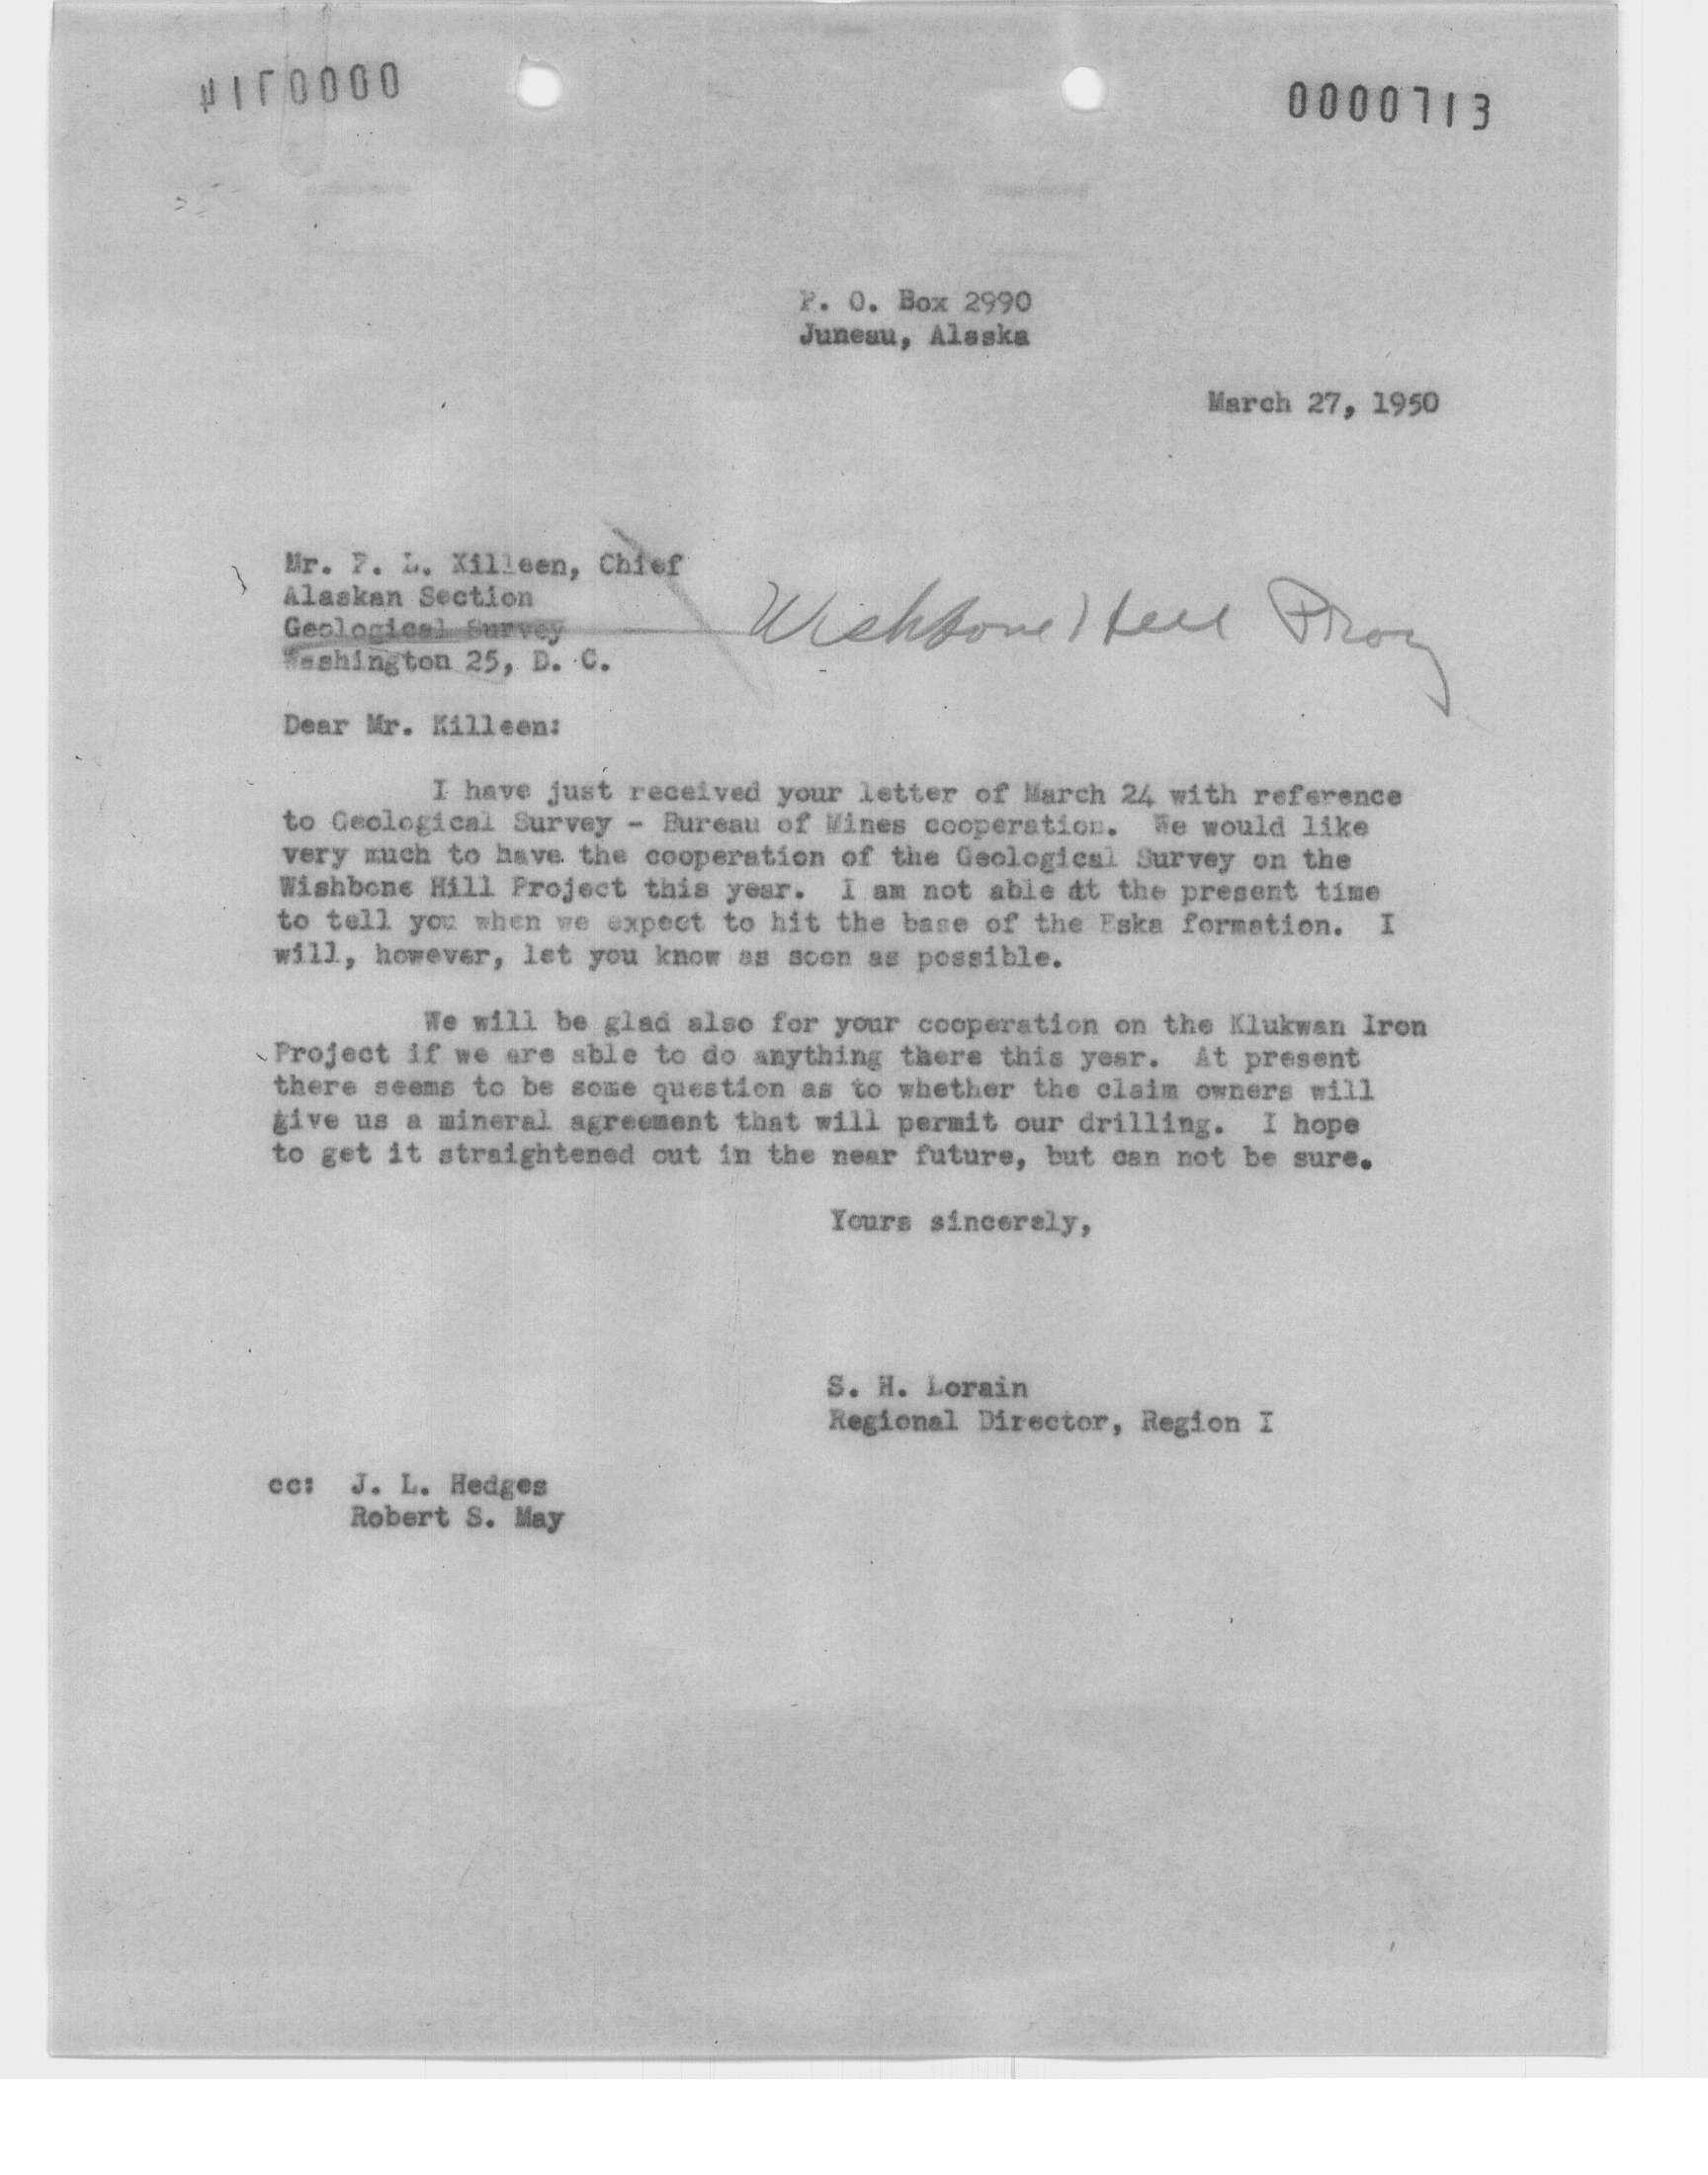 0000713
P. O. Box 2990
Juneau, Alaska
March 27, 1950
Mr. P. L. Killeen, Chief
Alaskan Section
Geological Survey
Washington 25, D. C.
Wishbone Hill Proj
Dear Mr. Killeen:
I have just received your letter of March 24 with reference
to Geological Survey - Bureau of Mines cooperation. We would like
very much to have the cooperation of the Geological Survey on the
Wishbone Hill Project this year. I am not able at the present time
to tell you when we expect to hit the base of the Eska formation. I
will, however, let you know as soon as possible.
We will be glad also for your cooperation on the Klukwan Iron
Project if we are able to do anything there this year. At present
there seems to be some question as to whether the claim owners will
give us a mineral agreement that will permit our drilling. I hope
to get it straightened out in the near future, but can not be sure.
Yours sincerely,
S. H. Lorain
Regional Director, Region I
cc: J. L. Hedges
Robert S. May